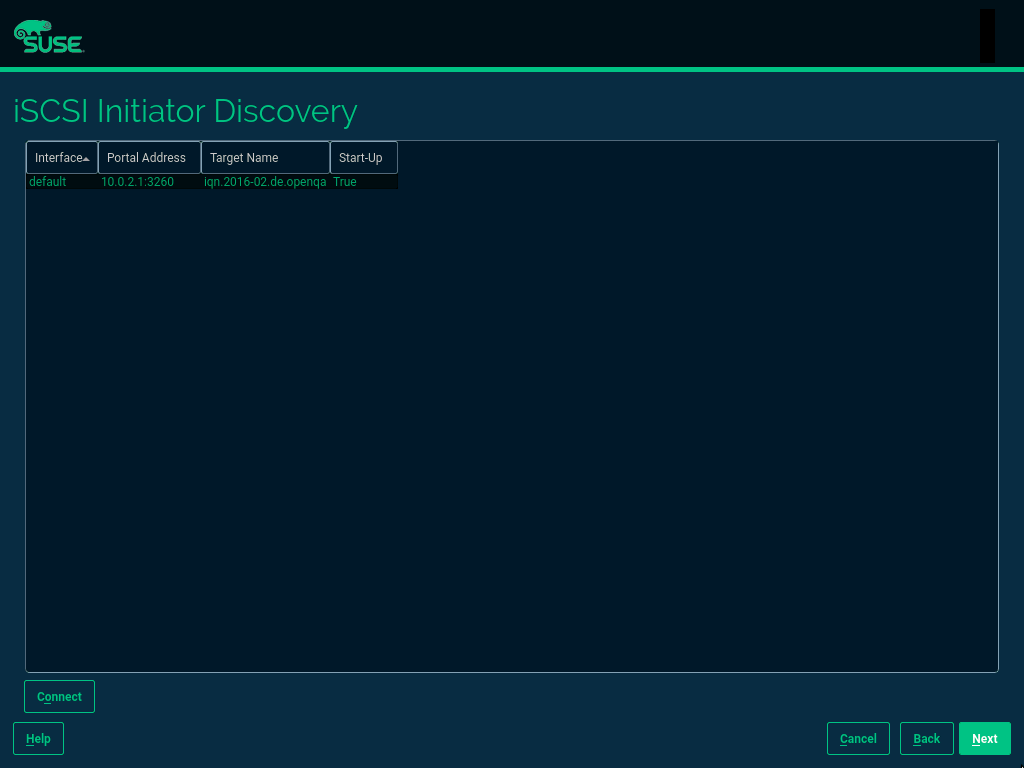 SUSE
iSCSI Initiator Discovery
Interface Portal Address Target Name Start-Up
default 10.0.2.1:3260 iqn.2016-02.de.openqa True
Connect
Help Cancel Back Next